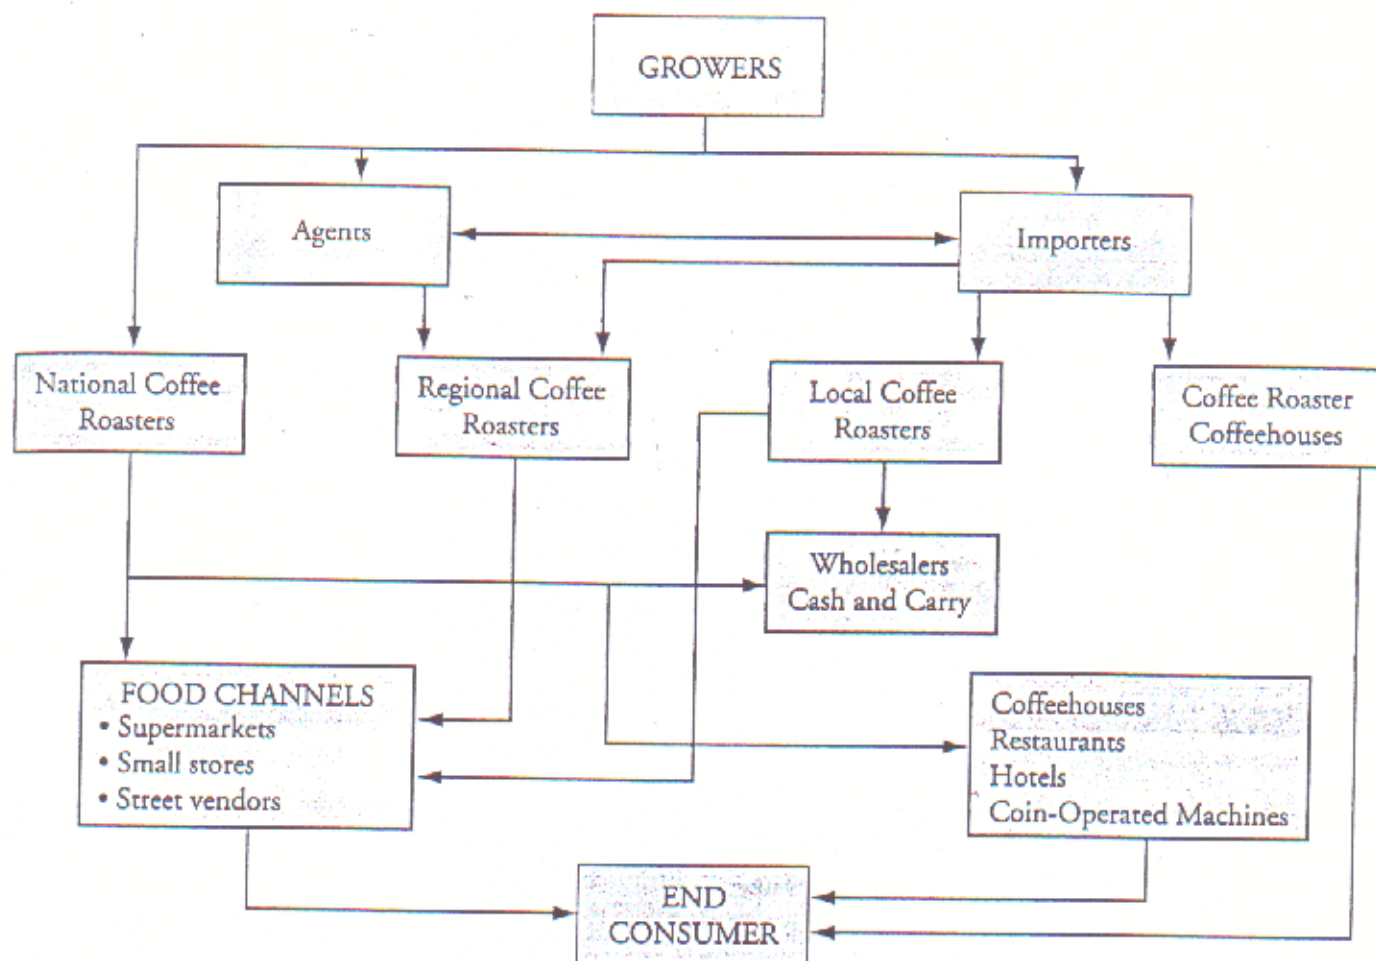 GROWERS
Agents
Importers
National Coffee
Roasters
Regional Coffee
Roasters
Local Coffee
Roasters
Coffee Roaster
Coffeehouses
Wholesalers
Cash and Carry
FOOD CHANNELS
• Supermarkets
• Small stores
• Street vendors
Coffeehouses
Restaurants
Hotels
Coin-Operated Machines
END
CONSUMER